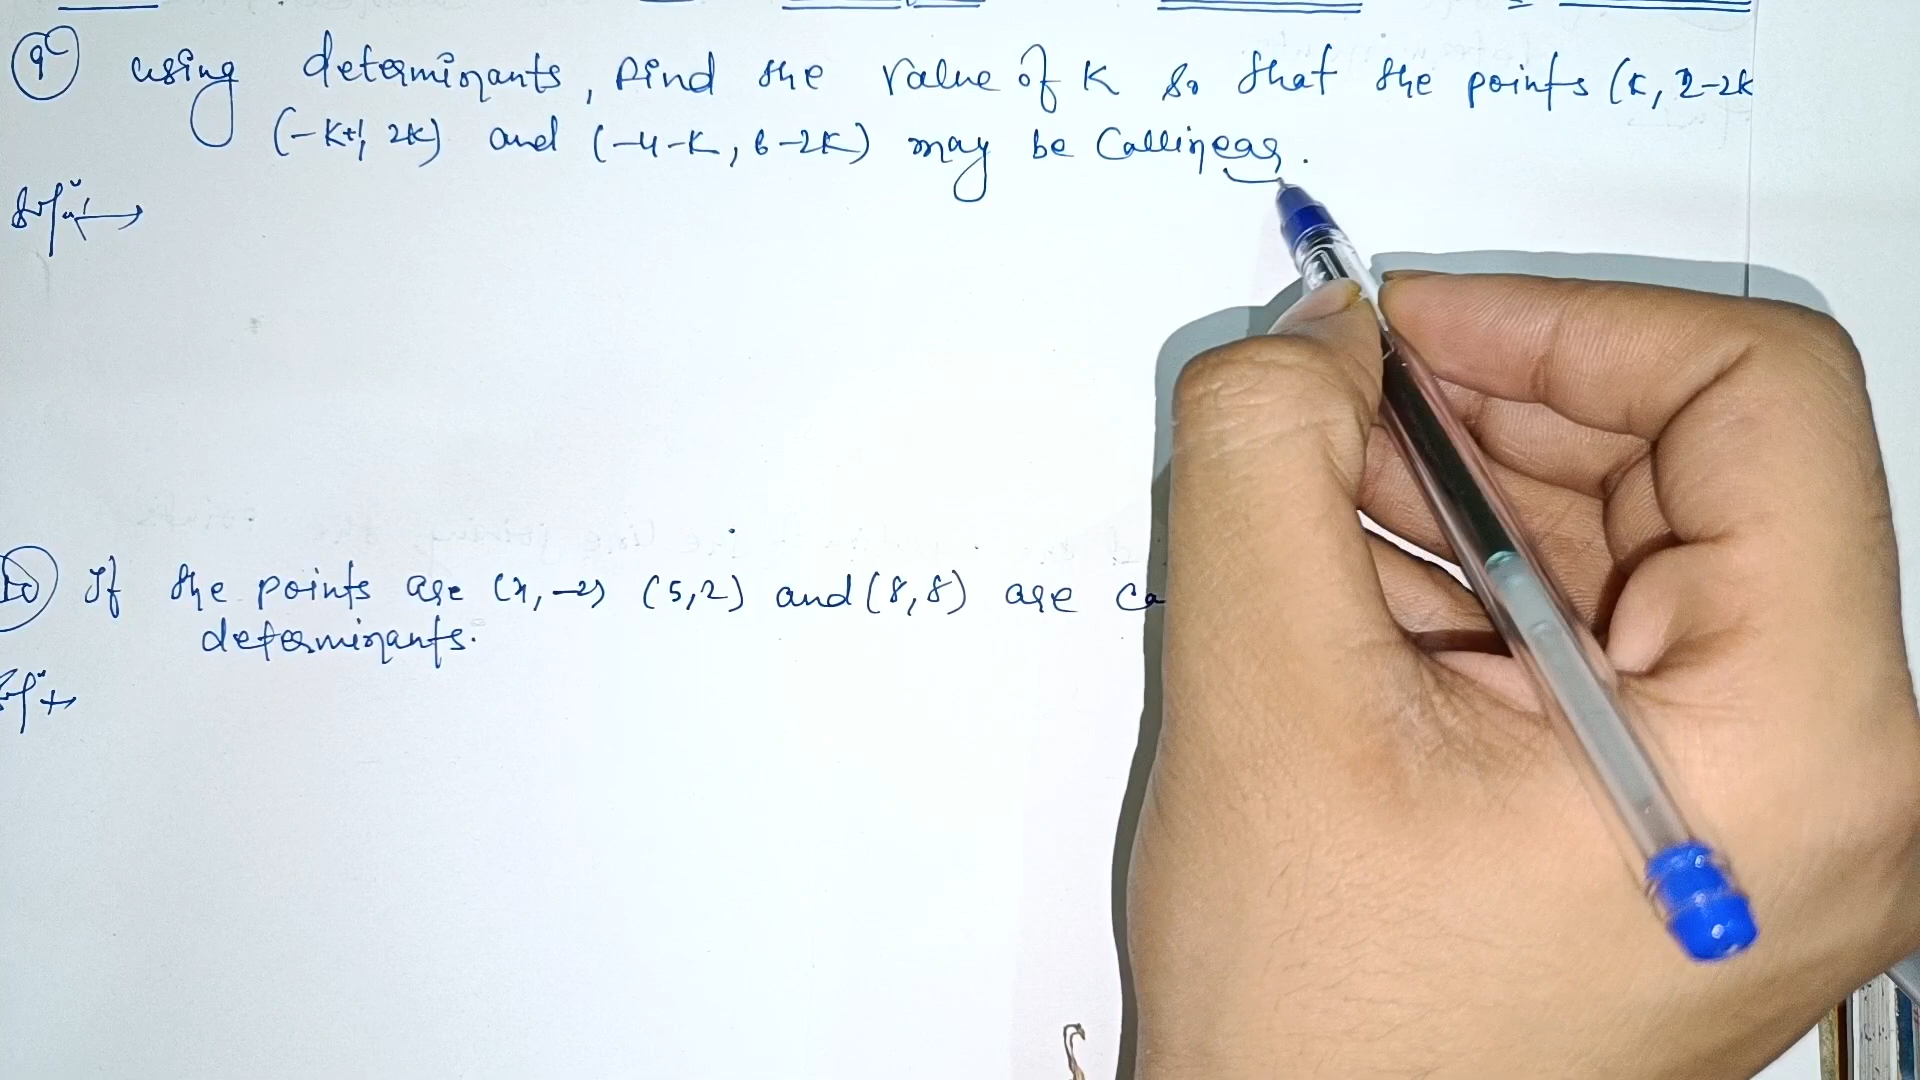 9 using determinants, find the value of K so that the points (K, 2-2K
(-K+1, 2K) and (-4-K, 6-2K) may be Collinear.
Sol^n:→
10 If the points are (x, -2) (5,2) and (8,8) are
determinants.
Sol^n→